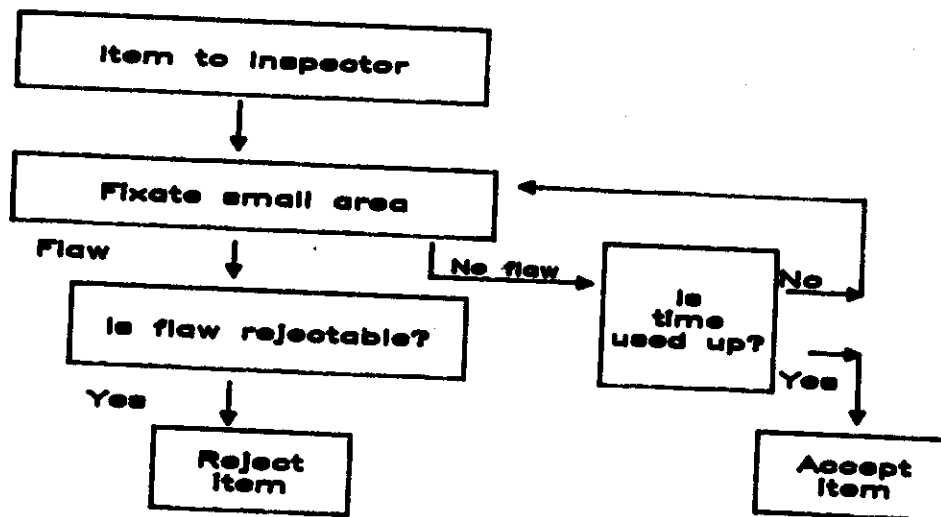 Item to Inspector
Fixate small area
Flaw
No flaw
Is flaw rejectable?
Is
time
used up?
No
Yes
Yes
Reject
Item
Accept
Item